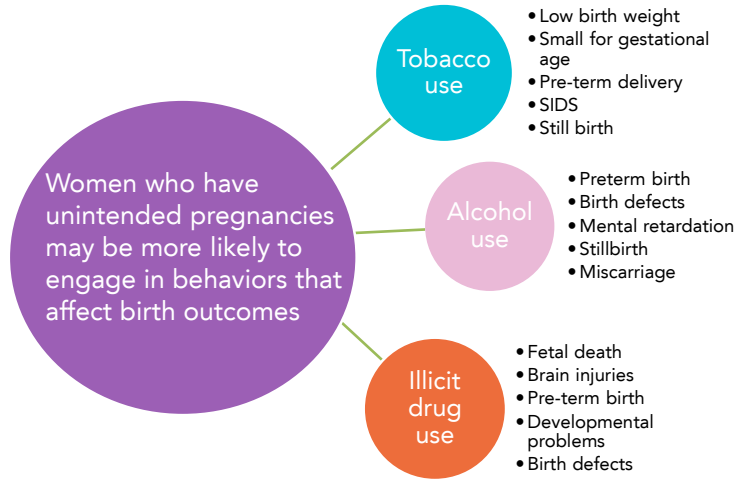 Women who have
unintended pregnancies
may be more likely to
engage in behaviors that
affect birth outcomes
Tobacco
use
• Low birth weight
• Small for gestational
age
• Pre-term delivery
• SIDS
• Still birth
Alcohol
use
• Preterm birth
• Birth defects
• Mental retardation
• Stillbirth
• Miscarriage
Illicit
drug
use
• Fetal death
• Brain injuries
• Pre-term birth
• Developmental
problems
• Birth defects